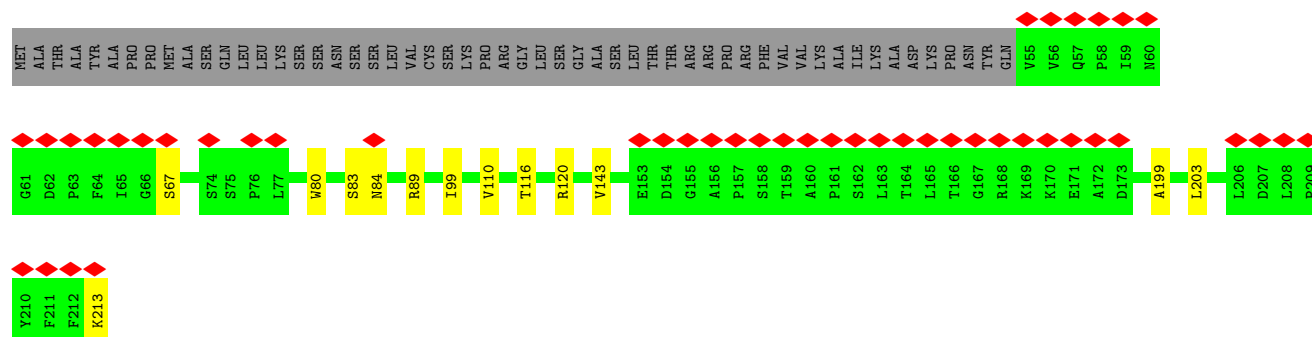 MET ALA THR ALA TYR ALA PRO PRO MET ALA SER GLN LEU LEU LYS SER SER ASN SER SER LEU VAL CYS SER LYS PRO ARG GLY LEU SER GLY ALA SER LEU THR THR ARG ARG PRO ARG PHE VAL VAL LYS ALA ILE LYS ALA ASP LYS PRO ASN TYR GLN V55 V56 Q57 P58 I59 N60
G61 D62 P63 F64 I65 G66 S67 S74 S75 P76 L77 W80 S83 N84 R89 I99 V110 T116 R120 V143 E153 D154 G155 A156 P157 S158 T159 A160 P161 S162 L163 T164 L165 T166 G167 R168 K169 K170 E171 A172 D173 A199 L203 L206 D207 L208
Y210 F211 F212 K213